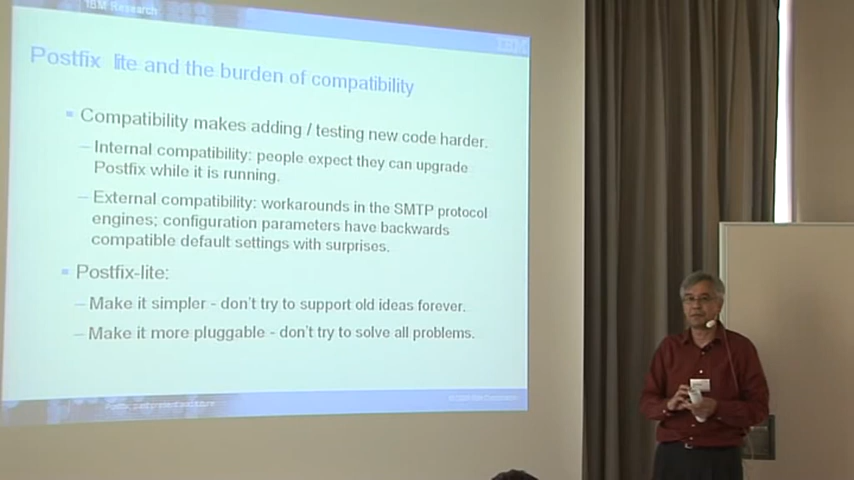 IBM Research
IBM
Postfix lite and the burden of compatibility
Compatibility makes adding / testing new code harder.
– Internal compatibility: people expect they can upgrade
Postfix while it is running.
– External compatibility: workarounds in the SMTP protocol
engines; configuration parameters have backwards
compatible default settings with surprises.
Postfix-lite:
– Make it simpler - don't try to support old ideas forever.
– Make it more pluggable - don't try to solve all problems.